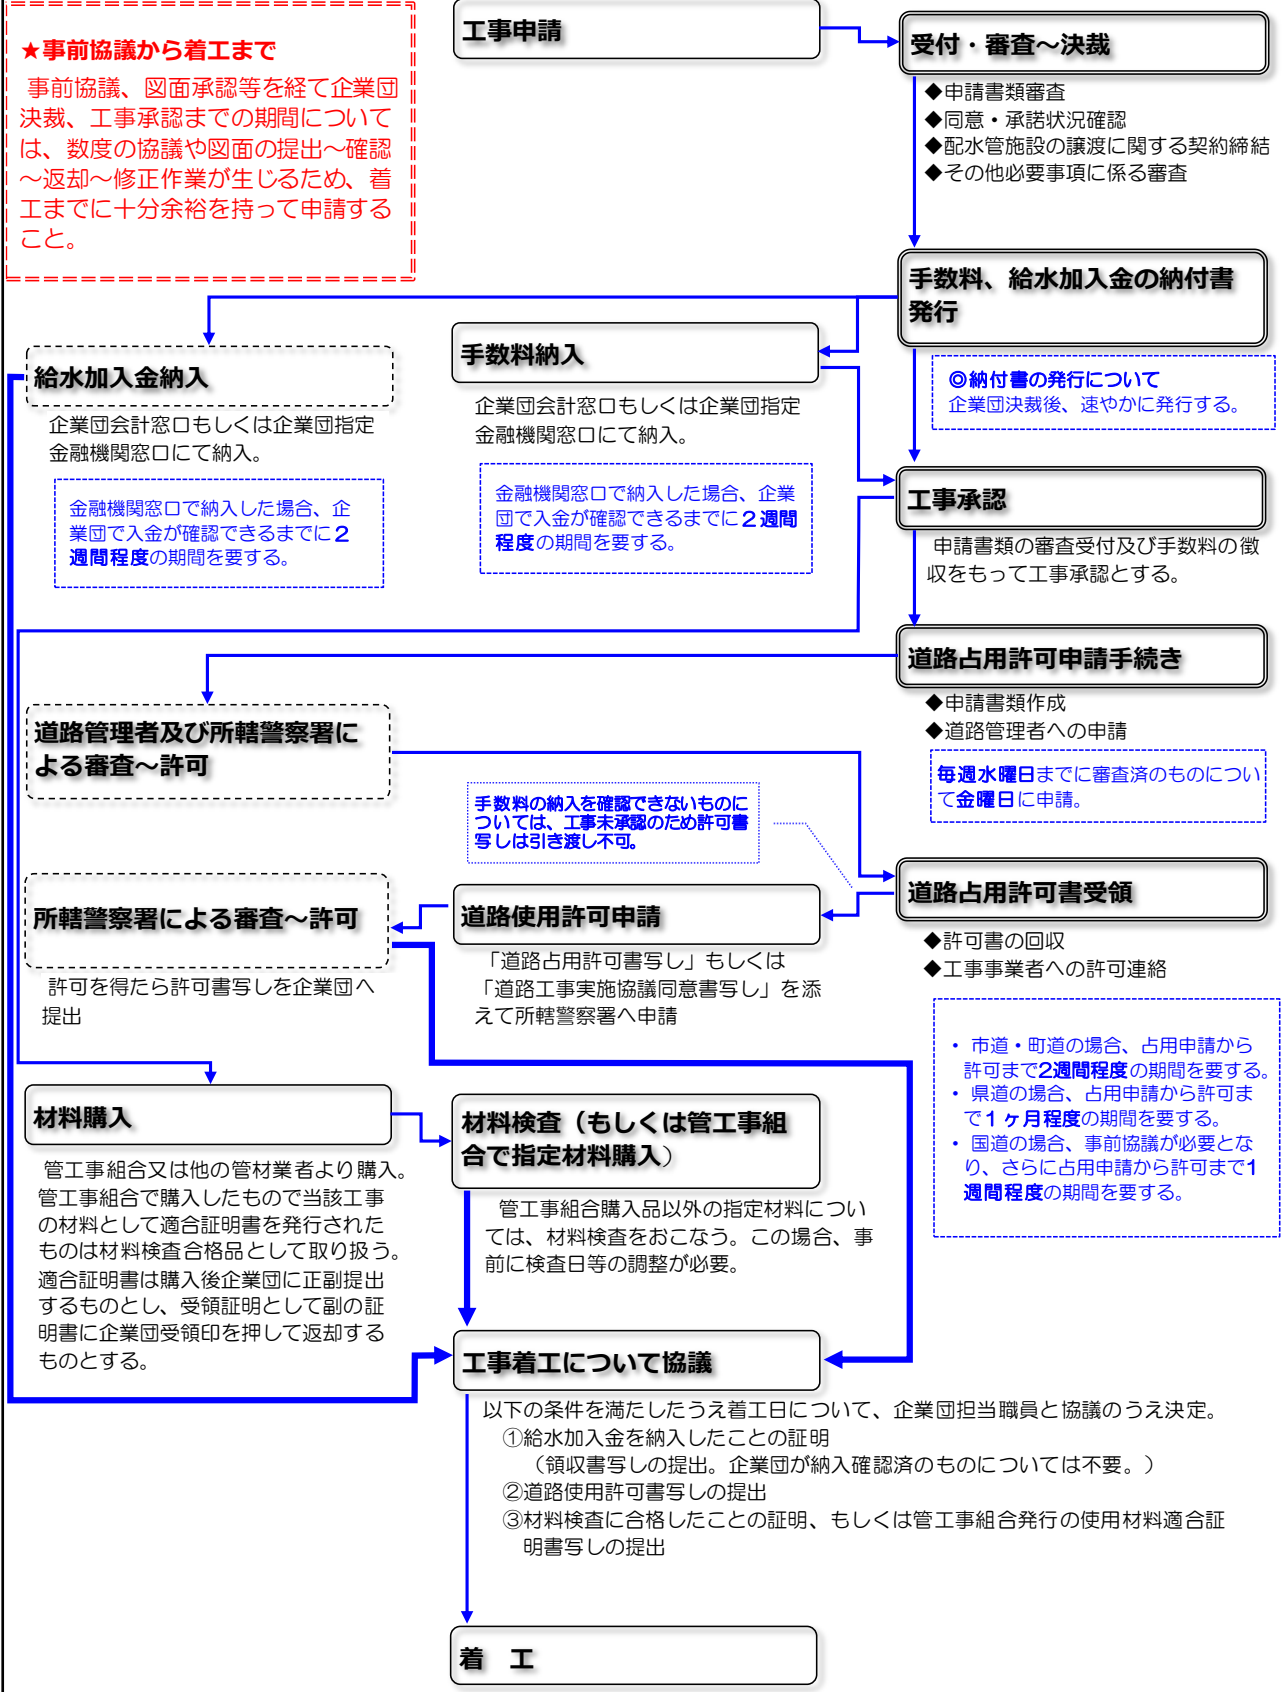 ★事前協議から着工まで
事前協議、図面承認等を経て企業団
決裁、工事承認までの期間について
は、数度の協議や図面の提出～確認
～返却～修正作業が生じるため、着
工までに十分余裕を持って申請する
こと。
工事申請
受付・審査～決裁
◆申請書類審査
◆同意・承諾状況確認
◆配水管施設の譲渡に関する契約締結
◆その他必要事項に係る審査
手数料、給水加入金の納付書
発行
◎納付書の発行について
企業団決裁後、速やかに発行する。
給水加入金納入
企業団会計窓口もしくは企業団指定
金融機関窓口にて納入。
金融機関窓口で納入した場合、企
業団で入金が確認できるまでに２
週間程度の期間を要する。
手数料納入
企業団会計窓口もしくは企業団指定
金融機関窓口にて納入。
金融機関窓口で納入した場合、企業
団で入金が確認できるまでに２週間
程度の期間を要する。
工事承認
申請書類の審査受付及び手数料の徴
収をもって工事承認とする。
道路占用許可申請手続き
◆申請書類作成
◆道路管理者への申請
毎週水曜日までに審査済のものについ
て金曜日に申請。
道路管理者及び所轄警察署に
よる審査～許可
手数料の納入を確認できないものに
ついては、工事未承認のため許可書
写しは引き渡し不可。
道路占用許可書受領
◆許可書の回収
◆工事事業者への許可連絡
・ 市道・町道の場合、占用申請から
許可まで2週間程度の期間を要する。
・ 県道の場合、占用申請から許可ま
で１ヶ月程度の期間を要する。
・ 国道の場合、事前協議が必要とな
り、さらに占用申請から許可まで1
週間程度の期間を要する。
道路使用許可申請
「道路占用許可書写し」もしくは
「道路工事実施協議同意書写し」を添
えて所轄警察署へ申請
所轄警察署による審査～許可
許可を得たら許可書写しを企業団へ
提出
材料購入
管工事組合又は他の管材業者より購入。
管工事組合で購入したもので当該工事
の材料として適合証明書を発行された
ものは材料検査合格品として取り扱う。
適合証明書は購入後企業団に正副提出
するものとし、受領証明として副の証
明書に企業団受領印を押して返却する
ものとする。
材料検査（もしくは管工事組
合で指定材料購入）
管工事組合購入品以外の指定材料につい
ては、材料検査をおこなう。この場合、事
前に検査日等の調整が必要。
工事着工について協議
以下の条件を満たしたうえ着工日について、企業団担当職員と協議のうえ決定。
①給水加入金を納入したことの証明
（領収書写しの提出。企業団が納入確認済のものについては不要。）
②道路使用許可書写しの提出
③材料検査に合格したことの証明、もしくは管工事組合発行の使用材料適合証
明書写しの提出
着　工